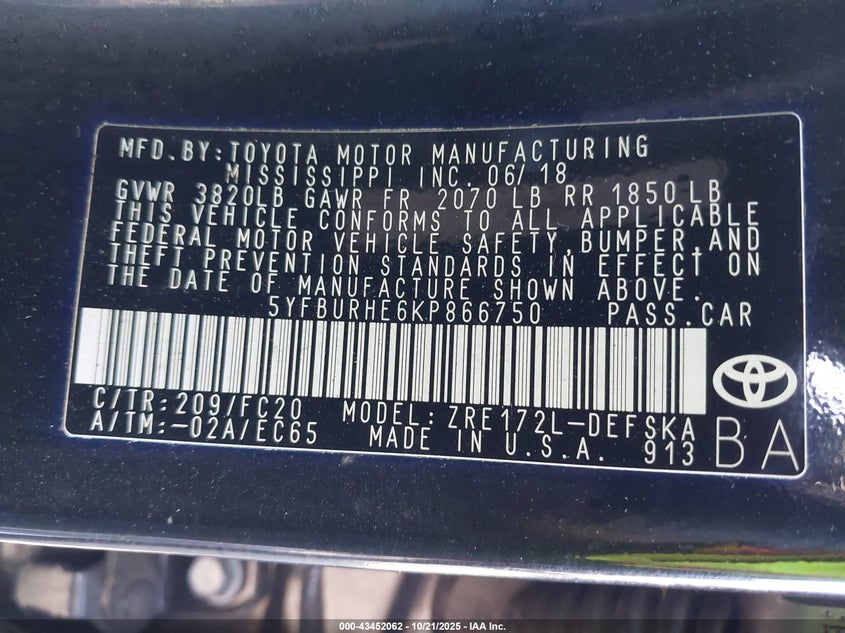 MFD.BY:TOYOTA MOTOR MANUFACTURING
MISSISSIPPI INC. 06/18
GVWR 3820LB GAWR FR 2070 LB RR 1850 LB
THIS VEHICLE CONFORMS TO ALL APPLICABLE
FEDERAL MOTOR VEHICLE SAFETY, BUMPER, AND
THEFT PREVENTION STANDARDS IN EFFECT ON
THE DATE OF MANUFACTURE SHOWN ABOVE.
5YFBURHE6KP866750 PASS.CAR
C/TR:209/FC20 MODEL: ZRE172L-DEFSKA
A/TM:-02A/EC65 MADE IN U.S.A. 913 BA
000-43452062 - 10/21/2025 - IAA Inc.